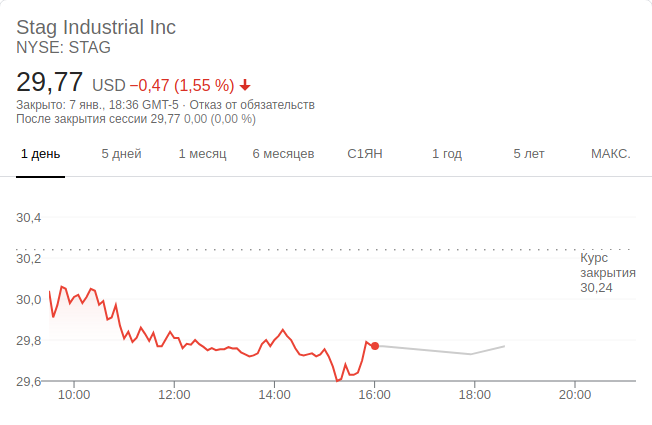 Stag Industrial Inc
NYSE: STAG
29,77 USD −0,47 (1,55 %)
Закрыто: 7 янв., 18:36 GMT-5 · Отказ от обязательств
После закрытия сессии 29,77 0,00 (0,00 %)
1 день 5 дней 1 месяц 6 месяцев С1ЯН 1 год 5 лет МАКС.
30,4
30,2
30,0
29,8
29,6
Курс
закрытия
30,24
10:00 12:00 14:00 16:00 18:00 20:00